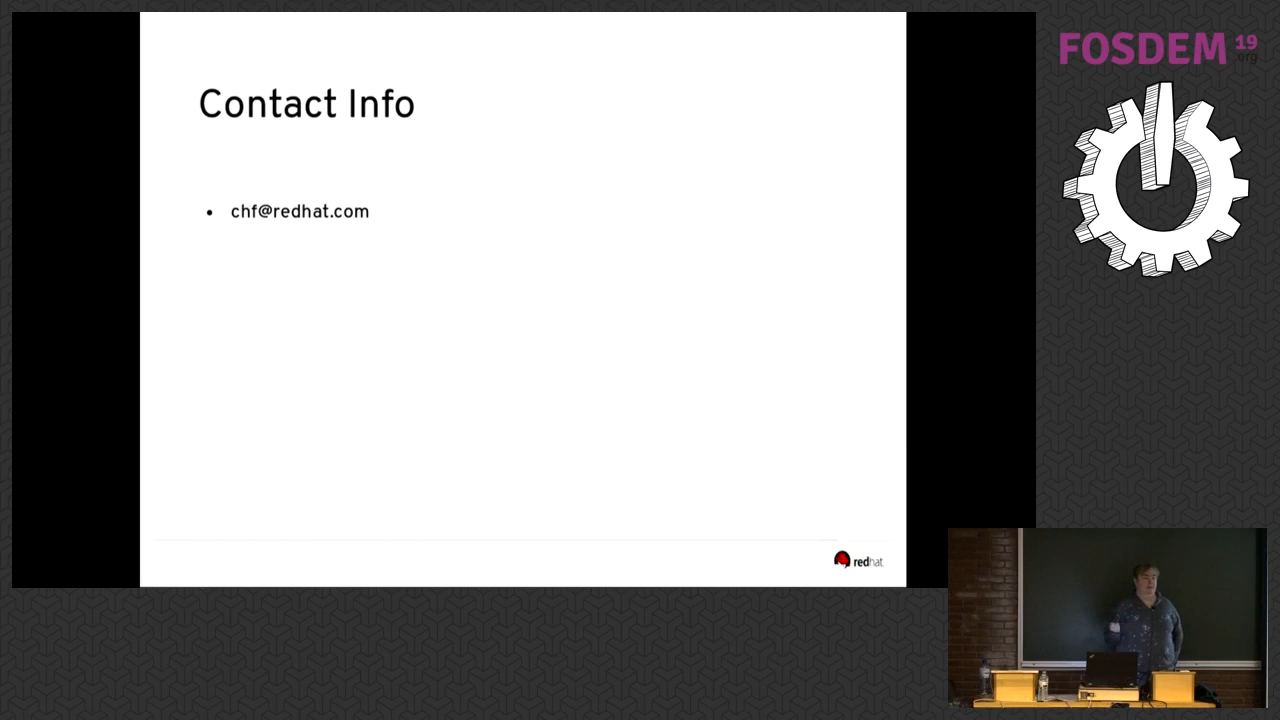 Contact Info
• chf@redhat.com
redhat.
FOSDEM 19
.org